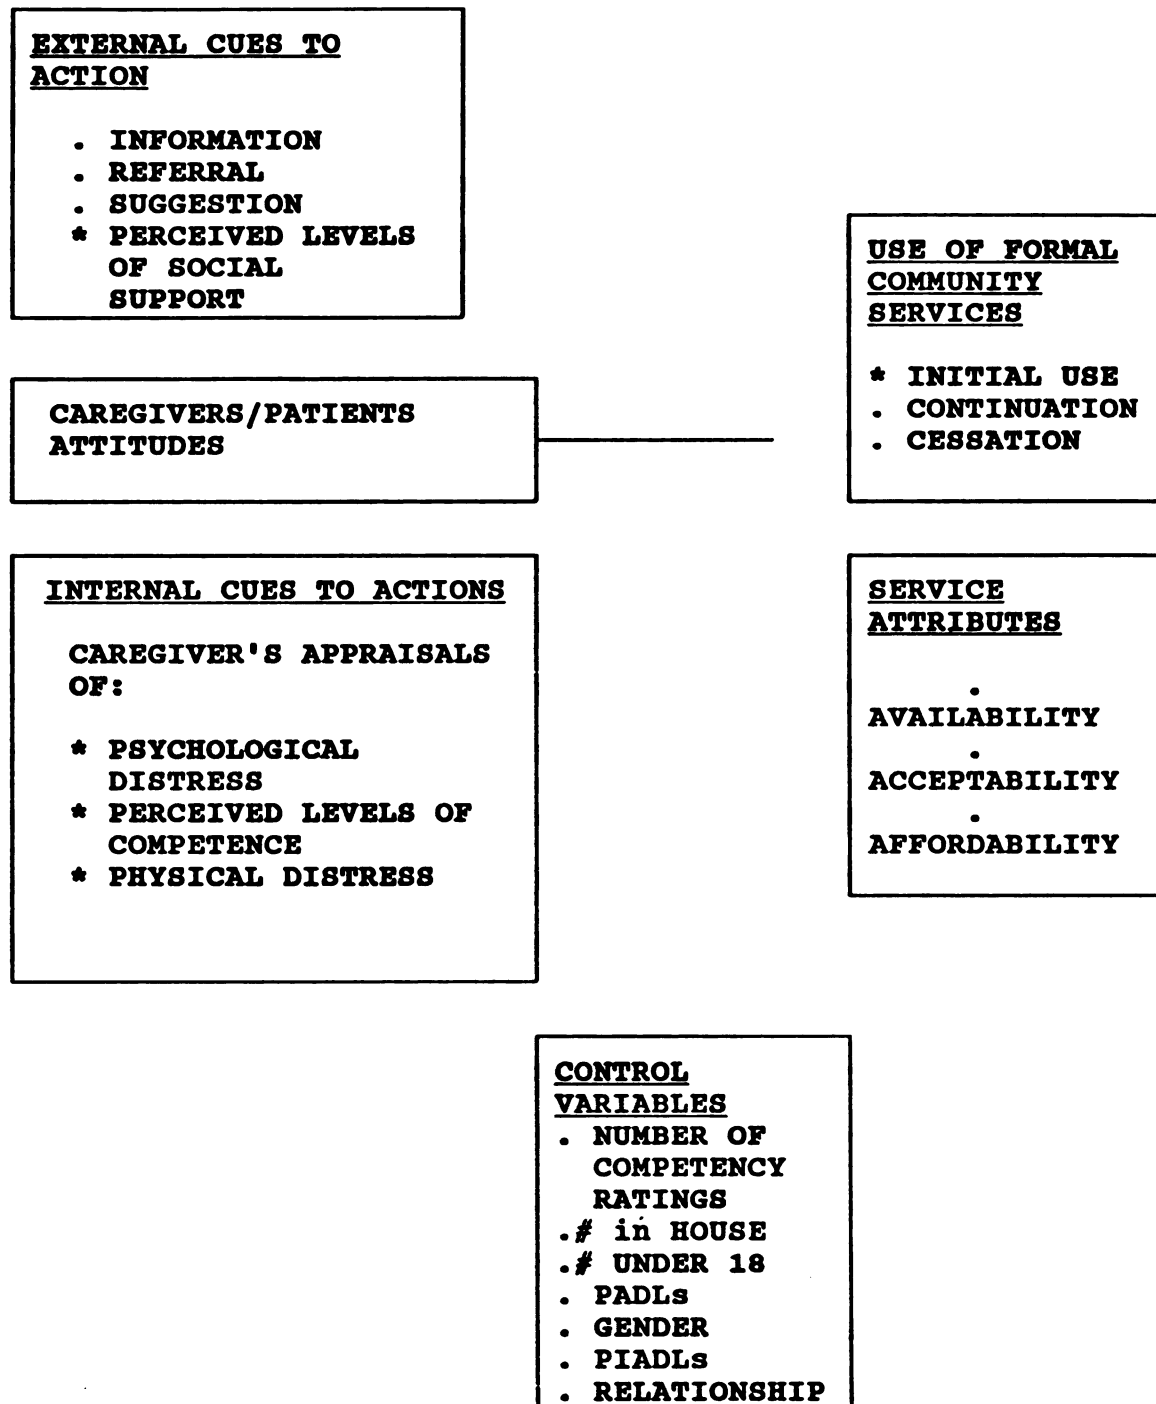 EXTERNAL CUES TO
ACTION
. INFORMATION
. REFERRAL
. SUGGESTION
* PERCEIVED LEVELS
OF SOCIAL
SUPPORT
CAREGIVERS/PATIENTS
ATTITUDES
INTERNAL CUES TO ACTIONS
CAREGIVER'S APPRAISALS
OF:
* PSYCHOLOGICAL
DISTRESS
* PERCEIVED LEVELS OF
COMPETENCE
* PHYSICAL DISTRESS
USE OF FORMAL
COMMUNITY
SERVICES
* INITIAL USE
. CONTINUATION
. CESSATION
SERVICE
ATTRIBUTES
.
AVAILABILITY
.
ACCEPTABILITY
.
AFFORDABILITY
CONTROL
VARIABLES
. NUMBER OF
COMPETENCY
RATINGS
.# in HOUSE
.# UNDER 18
. PADLs
. GENDER
. PIADLs
. RELATIONSHIP